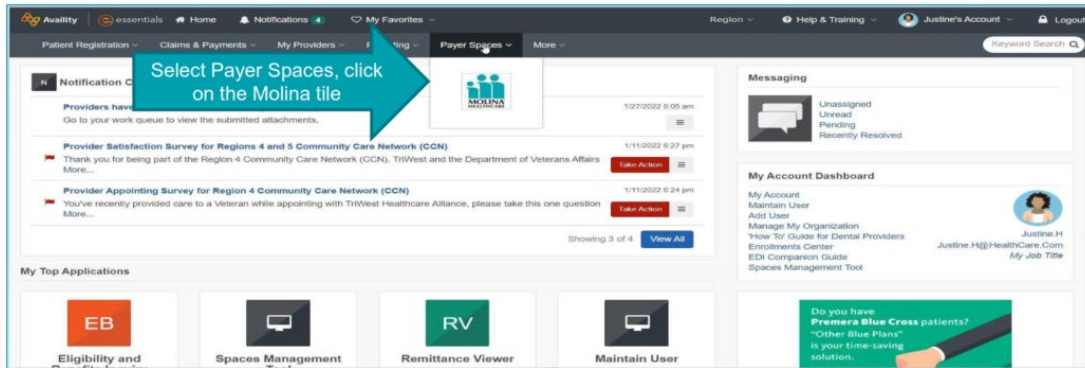 Availity essentials Home Notifications 4 My Favorites Region Help & Training Justine's Account Logout
Patient Registration Claims & Payments My Providers Payer Spaces More Keyword Search
Select Payer Spaces, click
on the Molina tile
MOLINA
HEALTHCARE
N Notification
Providers have 1/27/2022 6:05 am
Go to your work queue to view the submitted attachments.
Provider Satisfaction Survey for Regions 4 and 5 Community Care Network (CCN) 1/11/2022 6:27 pm
Thank you for being part of the Region 4 Community Care Network (CCN). TriWest and the Department of Veterans Affairs
More... Take Action
Provider Appointing Survey for Region 4 Community Care Network (CCN) 1/11/2022 6:24 pm
You've recently provided care to a Veteran while appointing with TriWest Healthcare Alliance, please take this one question
More... Take Action
Showing 3 of 4 View All
Messaging
Unassigned
Unread
Pending
Recently Resolved
My Account Dashboard
My Account
Maintain User
Add User
Manage My Organization
'How To' Guide for Dental Providers
Enrollments Center
EDI Companion Guide
Spaces Management Tool
Justine.H
Justine.H@HealthCare.Com
My Job Title
My Top Applications
EB
Eligibility and
Spaces Management
RV
Remittance Viewer
Maintain User
Do you have
Premera Blue Cross patients?
"Other Blue Plans"
is your time-saving
solution.